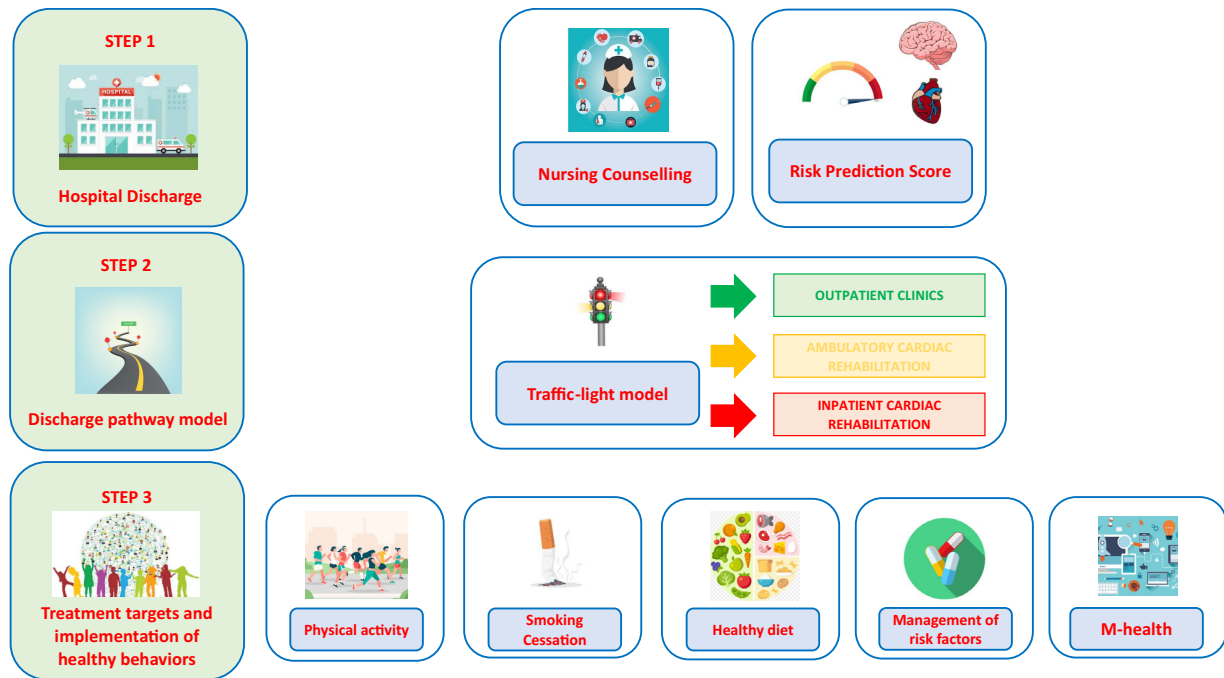 STEP 1
HOSPITAL
Hospital Discharge
Nursing Counselling
Risk Prediction Score
STEP 2
Discharge pathway model
Traffic-light model
OUTPATIENT CLINICS
AMBULATORY CARDIAC
REHABILITATION
INPATIENT CARDIAC
REHABILITATION
STEP 3
Treatment targets and
implementation of
healthy behaviors
Physical activity
Smoking
Cessation
Healthy diet
Management of
risk factors
M-health